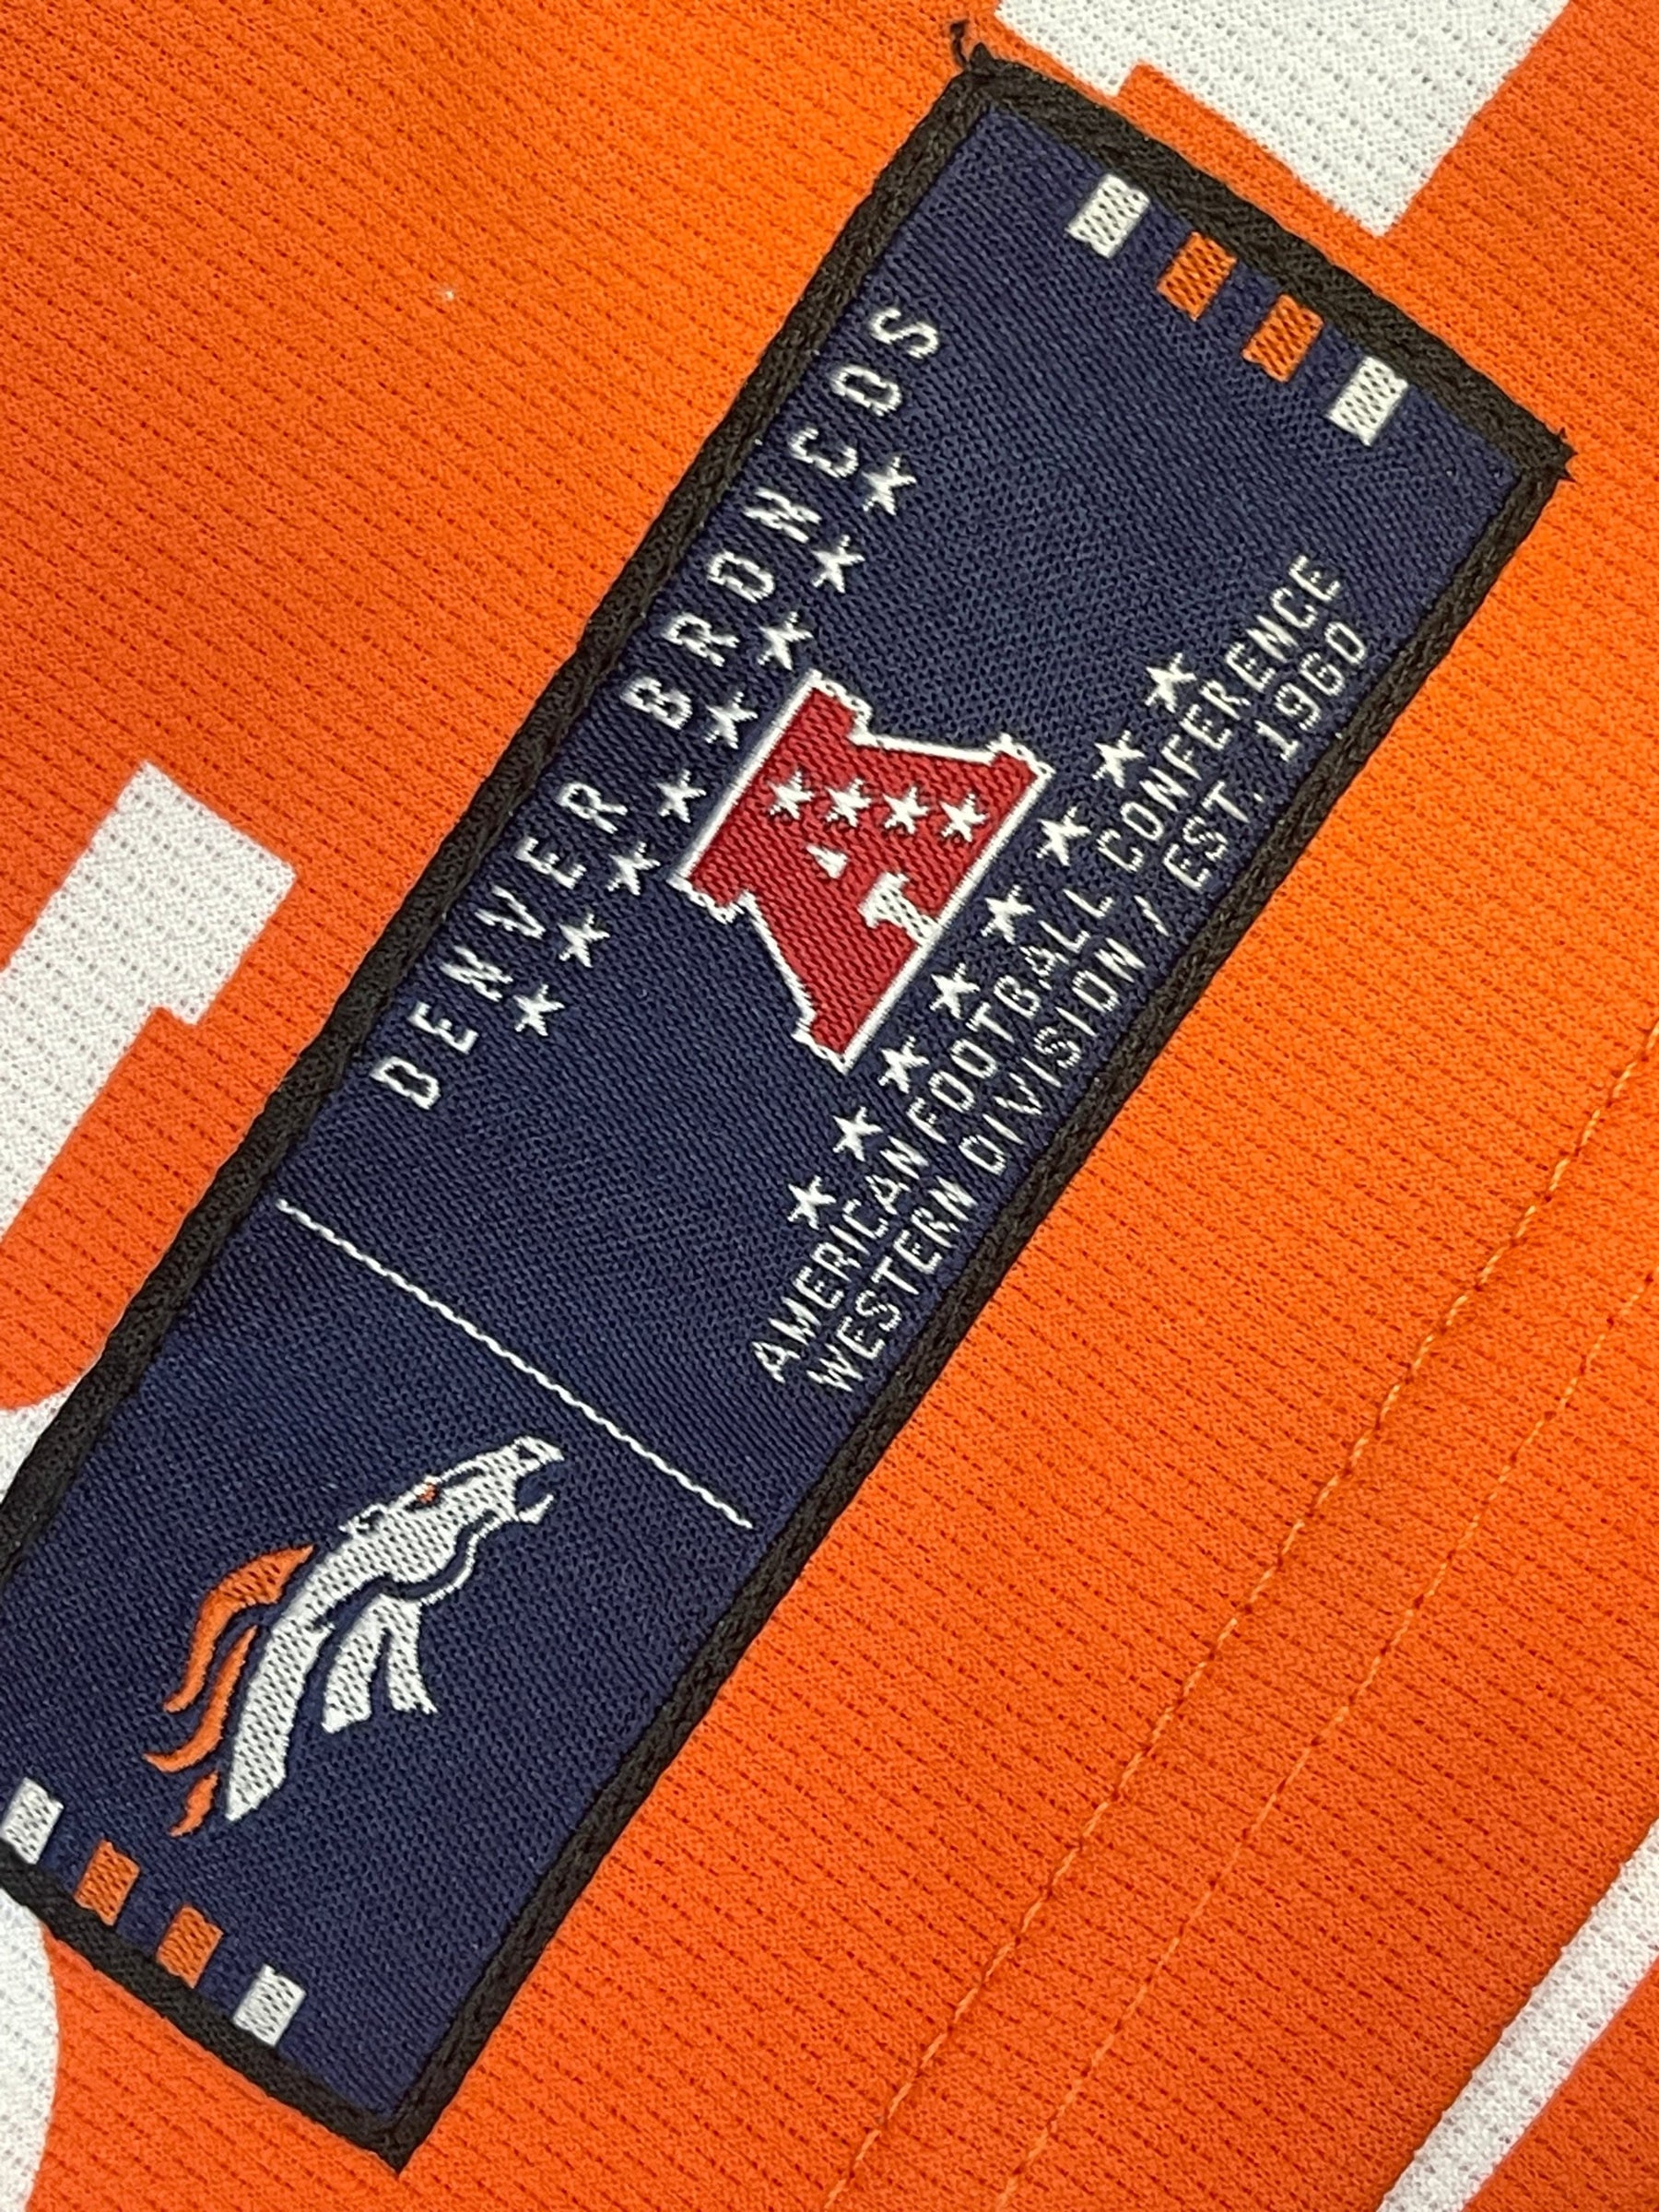 DENVER BRONCOS
AMERICAN FOOTBALL CONFERENCE
WESTERN DIVISION / EST. 1960